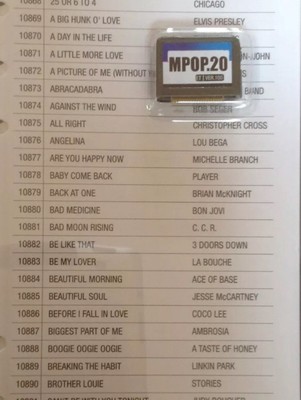 10868 25 OR 6 TO 4 CHICAGO
10869 A BIG HUNK O' LOVE ELVIS PRESLEY
10870 A DAY IN THE LIFE
10871 A LITTLE MORE LOVE ON-JOHN
10872 A PICTURE OF ME (WITHOUT
10873 ABRACADABRA BAND
10874 AGAINST THE WIND BOB SEGER
10875 ALL RIGHT CHRISTOPHER CROSS
10876 ANGELINA LOU BEGA
10877 ARE YOU HAPPY NOW MICHELLE BRANCH
10878 BABY COME BACK PLAYER
10879 BACK AT ONE BRIAN McKNIGHT
10880 BAD MEDICINE BON JOVI
10881 BAD MOON RISING C. C. R.
10882 BE LIKE THAT 3 DOORS DOWN
10883 BE MY LOVER LA BOUCHE
10884 BEAUTIFUL MORNING ACE OF BASE
10885 BEAUTIFUL SOUL JESSE McCARTNEY
10886 BEFORE I FALL IN LOVE COCO LEE
10887 BIGGEST PART OF ME AMBROSIA
10888 BOOGIE OOGIE OOGIE A TASTE OF HONEY
10889 BREAKING THE HABIT LINKIN PARK
10890 BROTHER LOUIE STORIES
MPOP.20